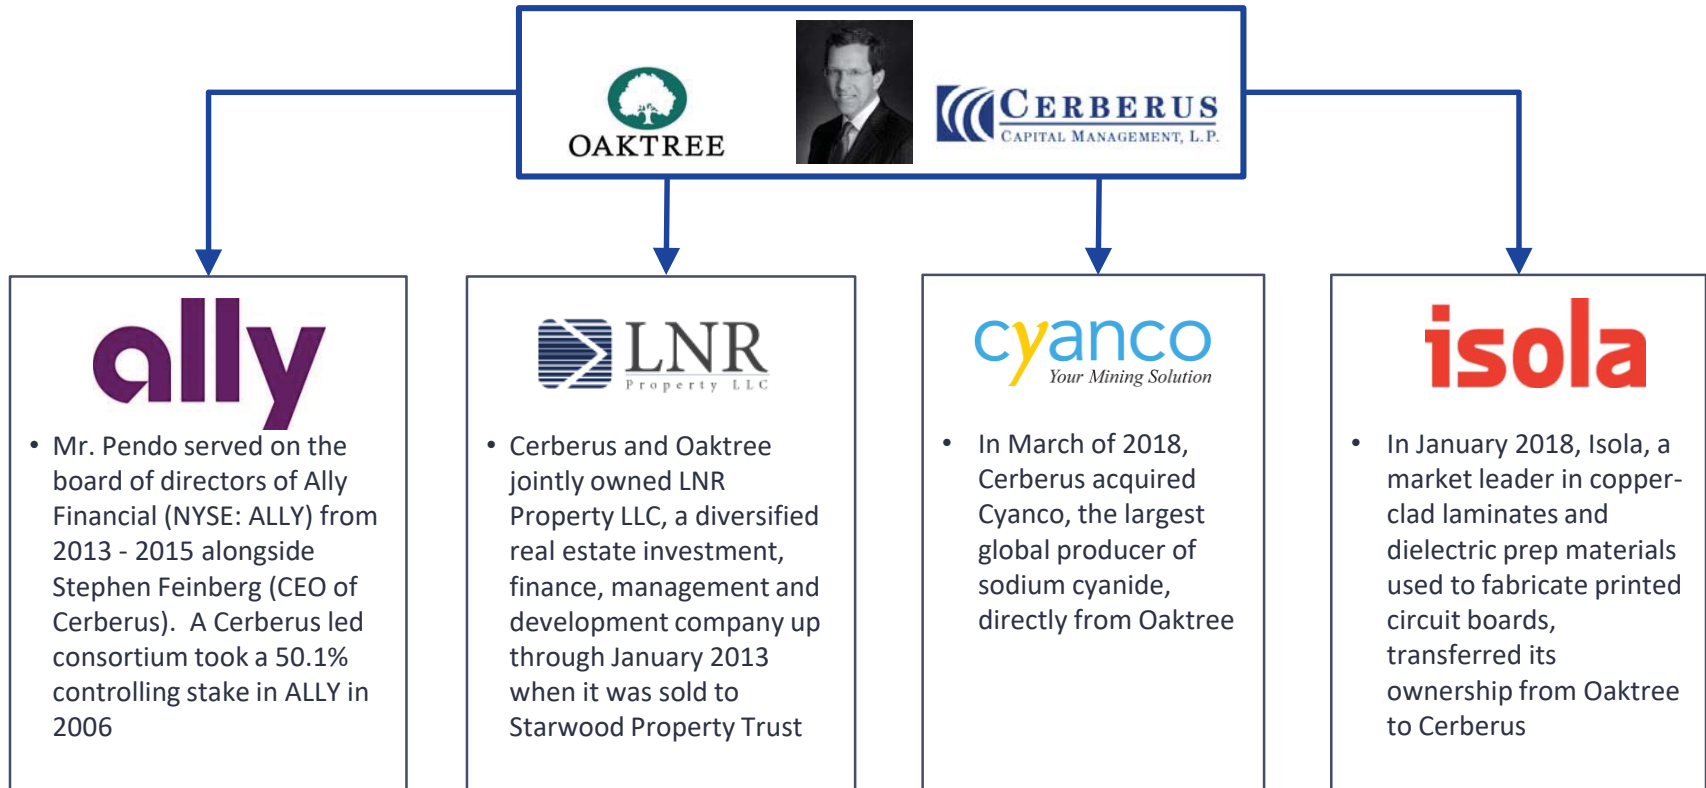 OAKTREE
CERBERUS
CAPITAL MANAGEMENT, L.P.
ally
• Mr. Pendo served on the
board of directors of Ally
Financial (NYSE: ALLY) from
2013 - 2015 alongside
Stephen Feinberg (CEO of
Cerberus).  A Cerberus led
consortium took a 50.1%
controlling stake in ALLY in
2006
LNR
Property LLC
• Cerberus and Oaktree
jointly owned LNR
Property LLC, a diversified
real estate investment,
finance, management and
development company up
through January 2013
when it was sold to
Starwood Property Trust
cyanco
Your Mining Solution
• In March of 2018,
Cerberus acquired
Cyanco, the largest
global producer of
sodium cyanide,
directly from Oaktree
isola
• In January 2018, Isola, a
market leader in copper-
clad laminates and
dielectric prep materials
used to fabricate printed
circuit boards,
transferred its
ownership from Oaktree
to Cerberus